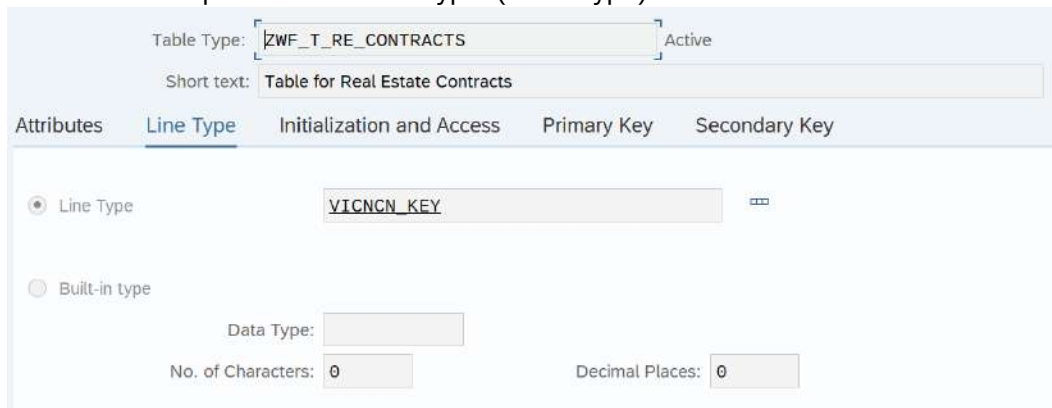 Table Type: ZWF_T_RE_CONTRACTS Active
Short text: Table for Real Estate Contracts
Attributes Line Type Initialization and Access Primary Key Secondary Key
Line Type VICNCN_KEY
Built-in type
Data Type:
No. of Characters: 0 Decimal Places: 0